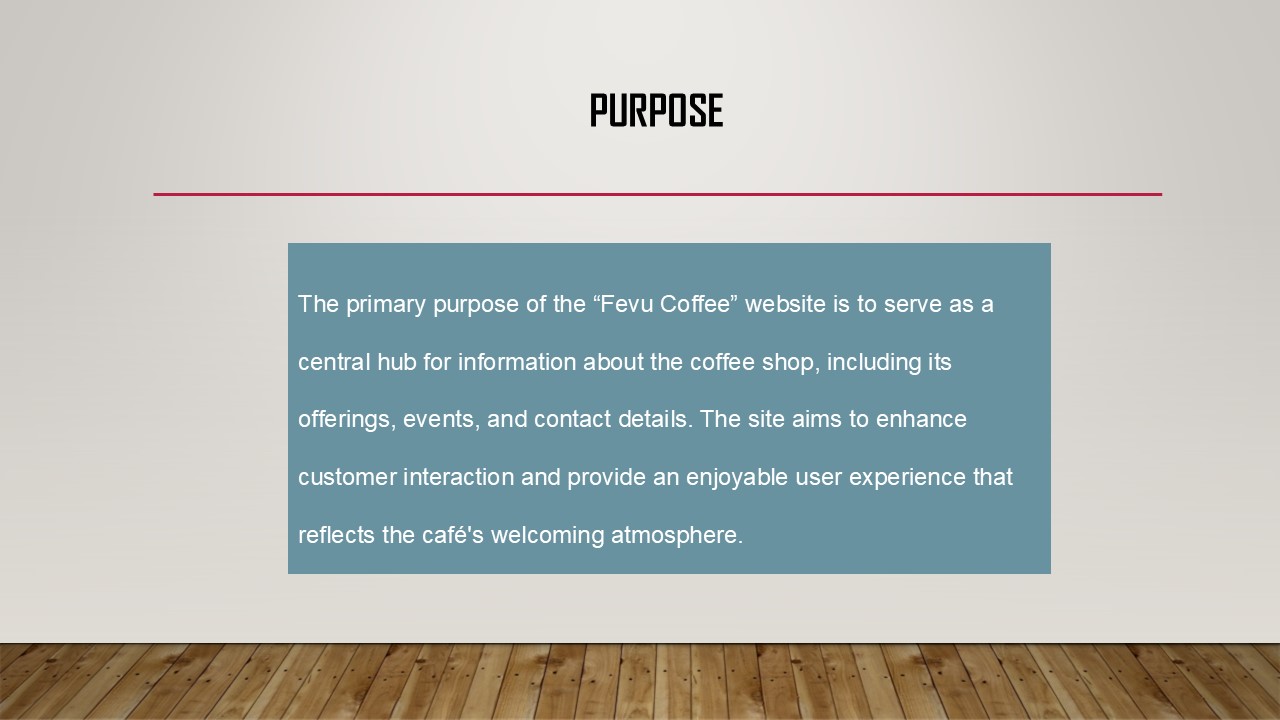 PURPOSE
The primary purpose of the “Fevu Coffee” website is to serve as a
central hub for information about the coffee shop, including its
offerings, events, and contact details. The site aims to enhance
customer interaction and provide an enjoyable user experience that
reflects the café's welcoming atmosphere.